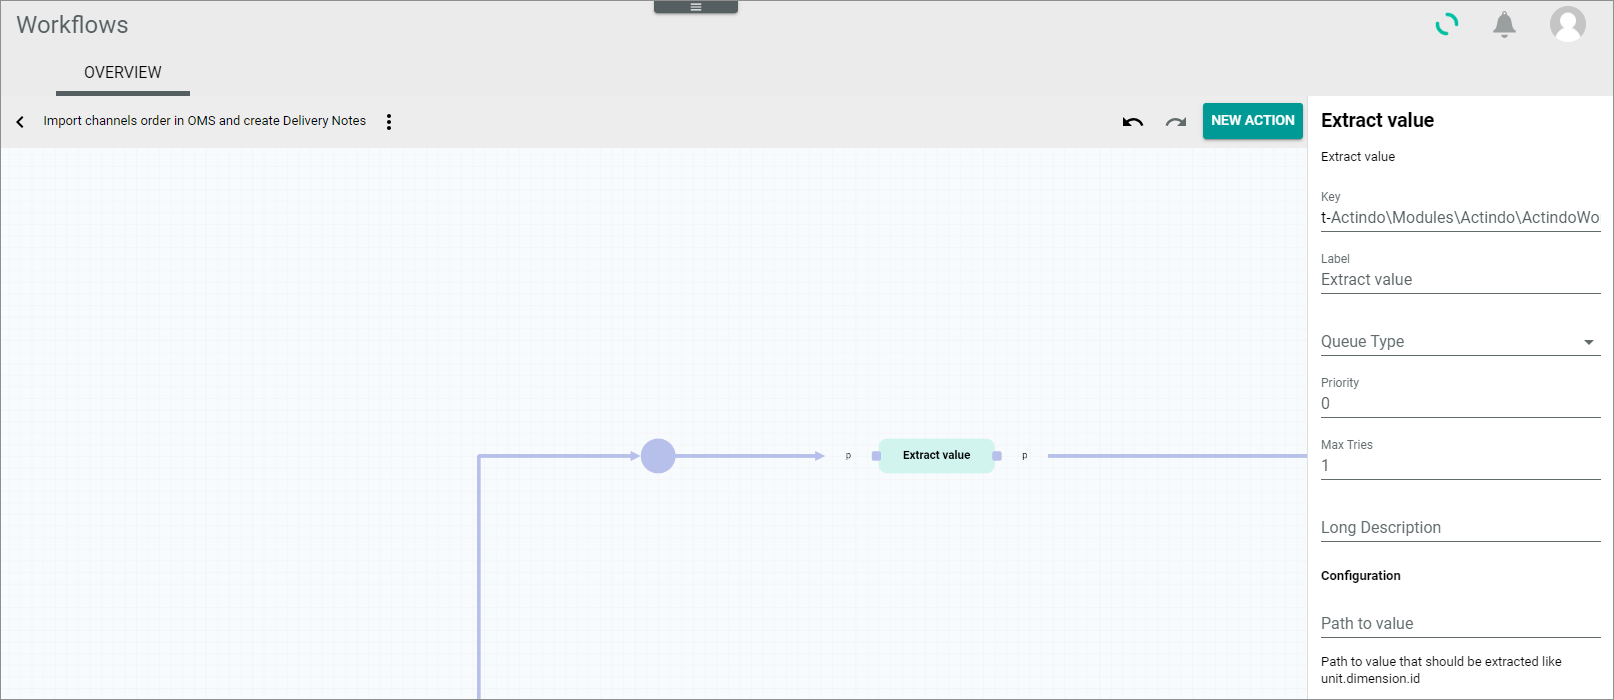 Workflows
OVERVIEW
Import channels order in OMS and create Delivery Notes
NEW ACTION
p
Extract value
p
Extract value
Extract value
Key
t-Actindo\Modules\Actindo\ActindoWo
Label
Extract value
Queue Type
Priority
0
Max Tries
1
Long Description
Configuration
Path to value
Path to value that should be extracted like
unit.dimension.id